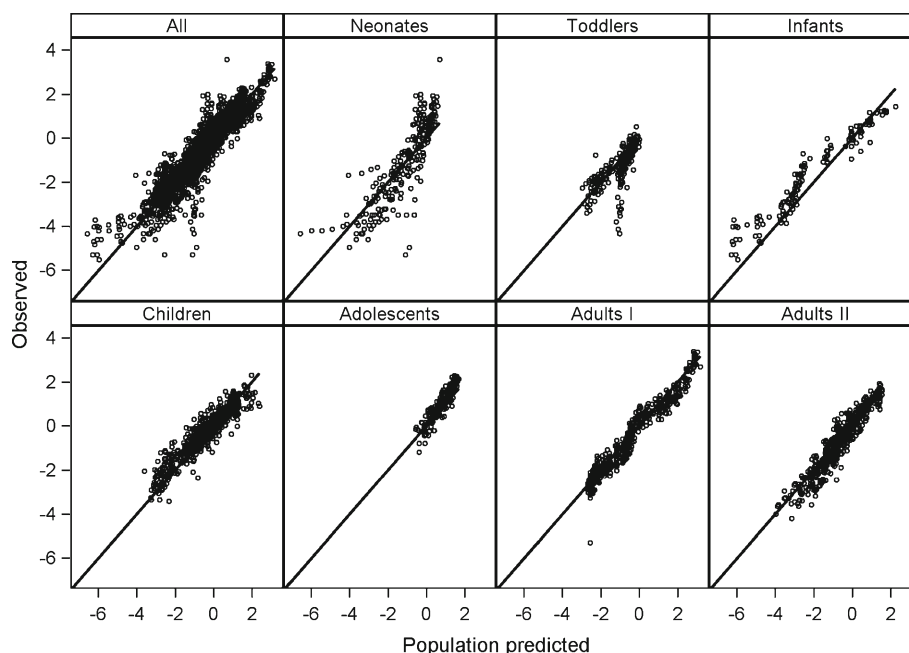 All Neonates Toddlers Infants
4
2
0
-2
-4
-6
Observed
Children Adolescents Adults I Adults II
4
2
0
-2
-4
-6
-6 -4 -2 0 2 -6 -4 -2 0 2 -6 -4 -2 0 2 -6 -4 -2 0 2
Population predicted